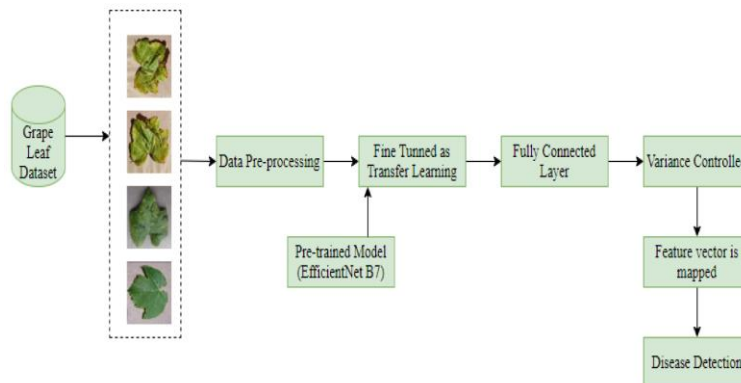 Grape
Leaf
Dataset
Data Pre-processing
Fine Tunned as
Transfer Learning
Fully Connected
Layer
Variance Controlle
Pre-trained Model
(EfficientNet B7)
Feature vector is
mapped
Disease Detection